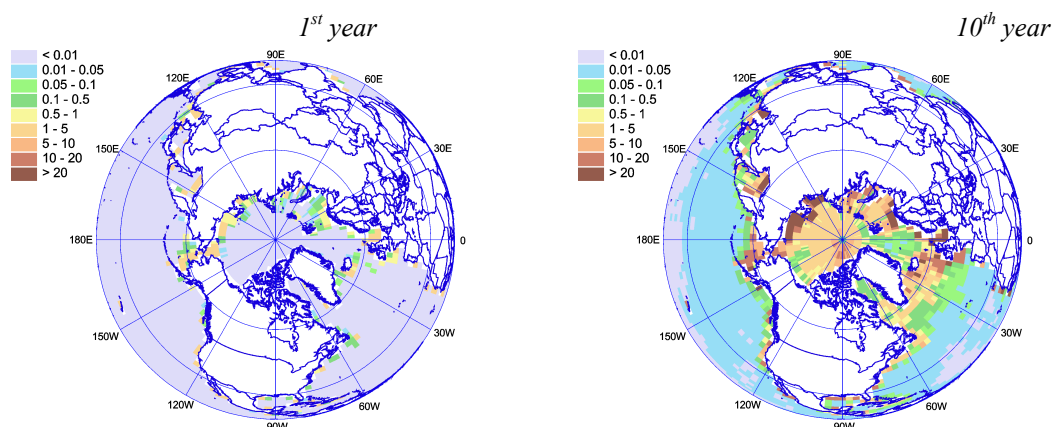 1st year
< 0.01
0.01 - 0.05
0.05 - 0.1
0.1 - 0.5
0.5 - 1
1 - 5
5 - 10
10 - 20
> 20
90E
120E
60E
150E
30E
180E
0
150W
30W
120W
60W
90W
10th year
< 0.01
0.01 - 0.05
0.05 - 0.1
0.1 - 0.5
0.5 - 1
1 - 5
5 - 10
10 - 20
> 20
90E
120E
60E
150E
30E
180E
0
150W
30W
120W
60W
90W